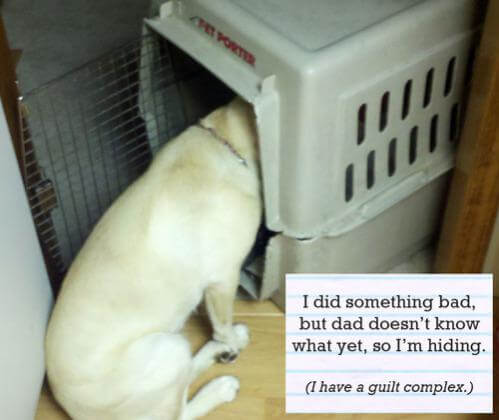 PET PORTER
I did something bad,
but dad doesn't know
what yet, so I'm hiding.
(I have a guilt complex.)